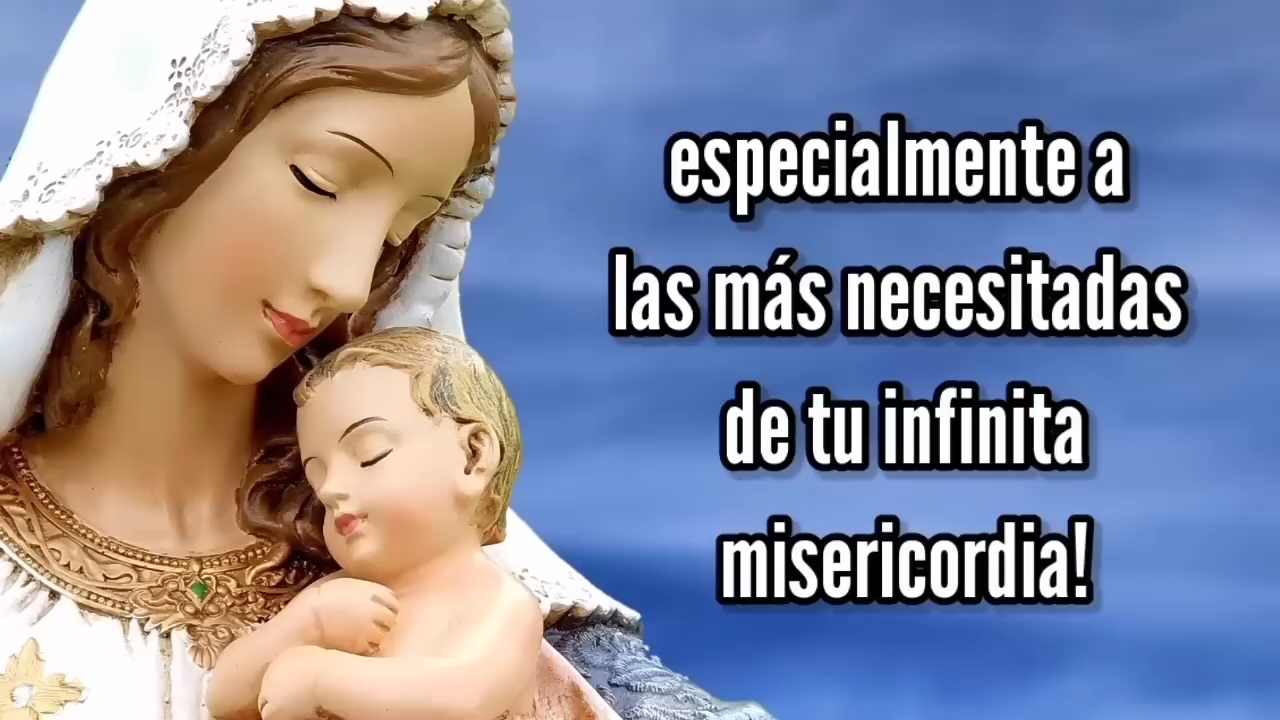 especialmente a
las más necesitadas
de tu infinita
misericordia!